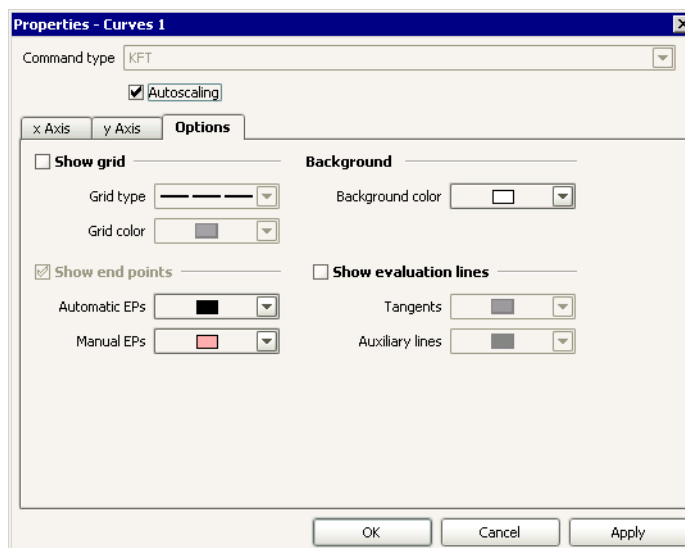 Properties - Curves 1
Command type KFT
Autoscaling
x Axis y Axis Options
Show grid Background
Grid type Background color
Grid color
Show end points Show evaluation lines
Automatic EPs Tangents
Manual EPs Auxiliary lines
OK Cancel Apply